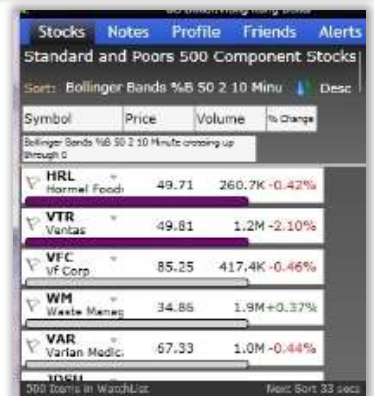 Stocks Notes Profile Friends Alerts
Standard and Poors 500 Component Stocks
Sort: Bollinger Bands %B 50 2 10 Minu Desc
Symbol Price Volume % Change
Bollinger Bands %B 50 2 10 Minute crossing up
through 0
HRL
Hormel Foods 49.71 260.7K -0.42%
VTR
Ventas 49.81 1.2M -2.10%
VFC
Vf Corp 85.25 417.4K -0.46%
WM
Waste Manag 34.86 1.9M +0.37%
VAR
Varian Medic. 67.33 1.0M -0.44%
JDSU
500 Items in WatchList Next Sort 33 secs